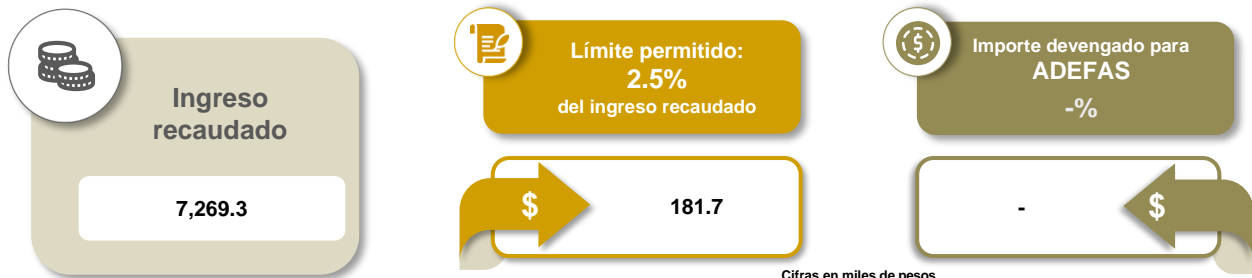 Ingreso
recaudado
7,269.3
Límite permitido:
2.5%
del ingreso recaudado
$
181.7
Importe devengado para
ADEFAS
-%
-
$
Cifras en miles de pesos